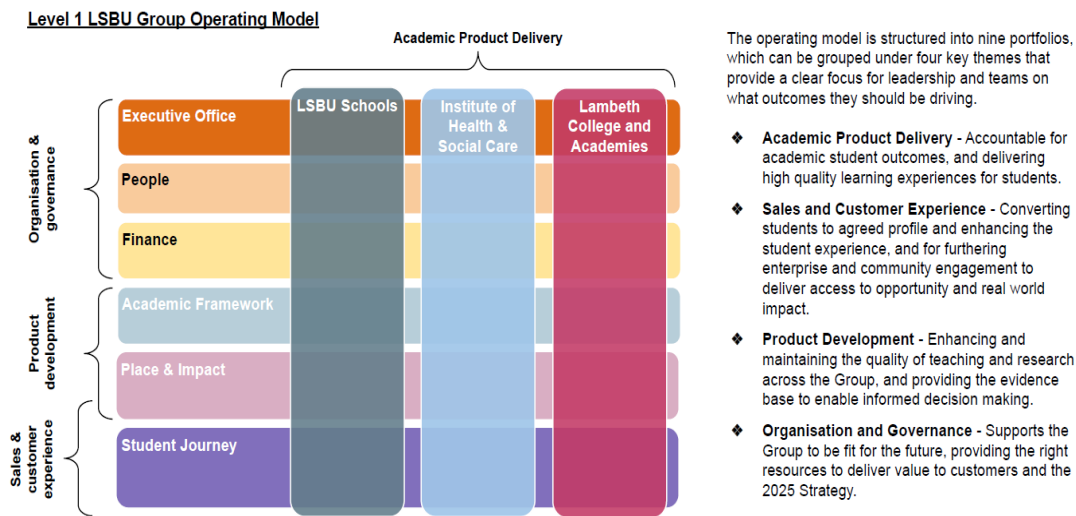 Level 1 LSBU Group Operating Model
Academic Product Delivery
LSBU Schools
Institute of
Health &
Social Care
Lambeth
College and
Academies
Organisation &
governance
Executive Office
People
Finance
Product
development
Academic Framework
Place & Impact
Sales &
customer
experience
Student Journey
The operating model is structured into nine portfolios,
which can be grouped under four key themes that
provide a clear focus for leadership and teams on
what outcomes they should be driving.
❖ Academic Product Delivery - Accountable for
academic student outcomes, and delivering
high quality learning experiences for students.
❖ Sales and Customer Experience - Converting
students to agreed profile and enhancing the
student experience, and for furthering
enterprise and community engagement to
deliver access to opportunity and real world
impact.
❖ Product Development - Enhancing and
maintaining the quality of teaching and research
across the Group, and providing the evidence
base to enable informed decision making.
❖ Organisation and Governance - Supports the
Group to be fit for the future, providing the right
resources to deliver value to customers and the
2025 Strategy.